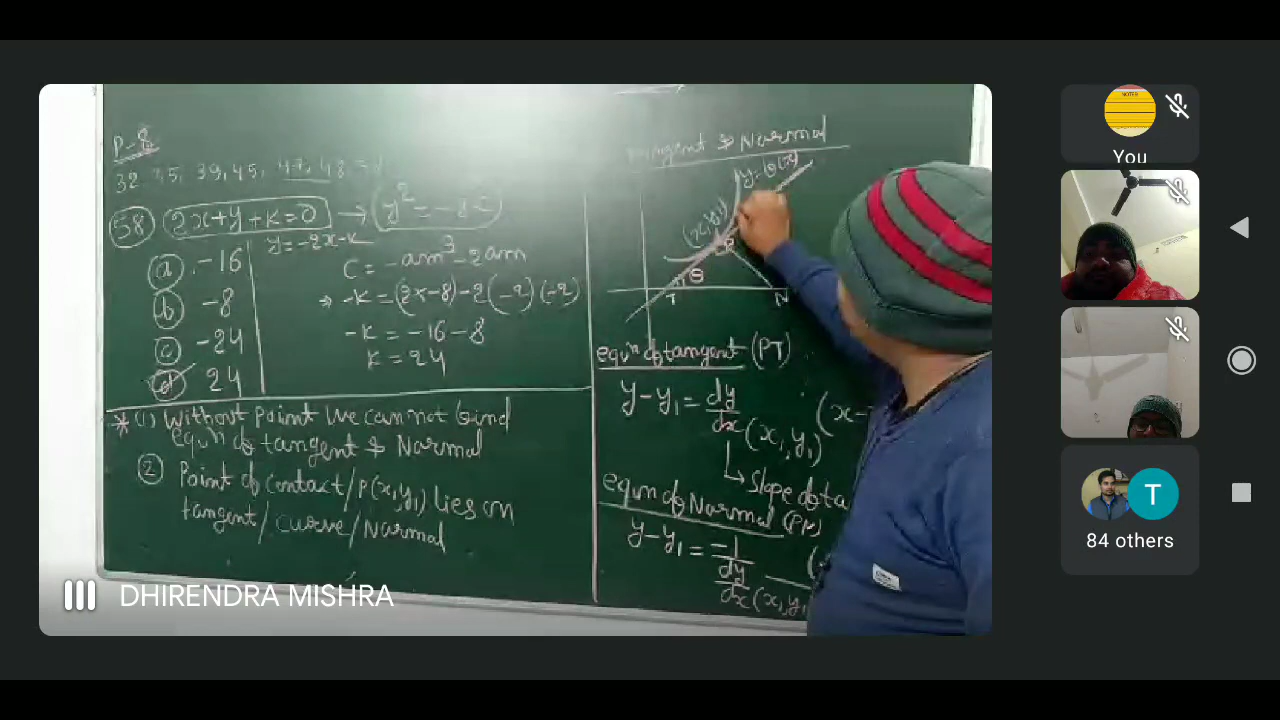 P-8
32, 35, 39, 45, 47, 48
58 2x+y+k=0 → y² = -8x
y = -2x-k
(a) -16
(b) -8
(c) -24
(d) 24
c = -am³-2am
⇒ -k = (2x-8)-2(-2)(-2)
-k = -16-8
k = 24
* (1) Without Point We cannot find
equⁿ of tangent & Normal
(2) Point of contact/P(x₁,y₁) lies on
tangent/curve/Normal
Tangent & Normal
(x₁,y₁)
P
θ
T
N
equⁿ of tangent (PT)
y-y₁ = dy/dx (x₁,y₁) (x-
↳ Slope of ta
equn of Normal (PN)
y-y₁ = -1/dy/dx (x₁,y₁
DHIRENDRA MISHRA
NOTES
You
T
84 others